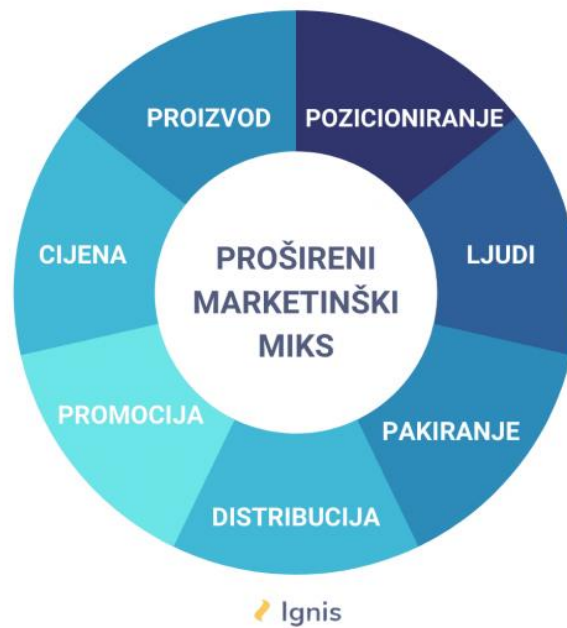 PROIZVOD
POZICIONIRANJE
CIJENA
LJUDI
PROŠIRENI
MARKETINŠKI
MIKS
PROMOCIJA
PAKIRANJE
DISTRIBUCIJA
Ignis